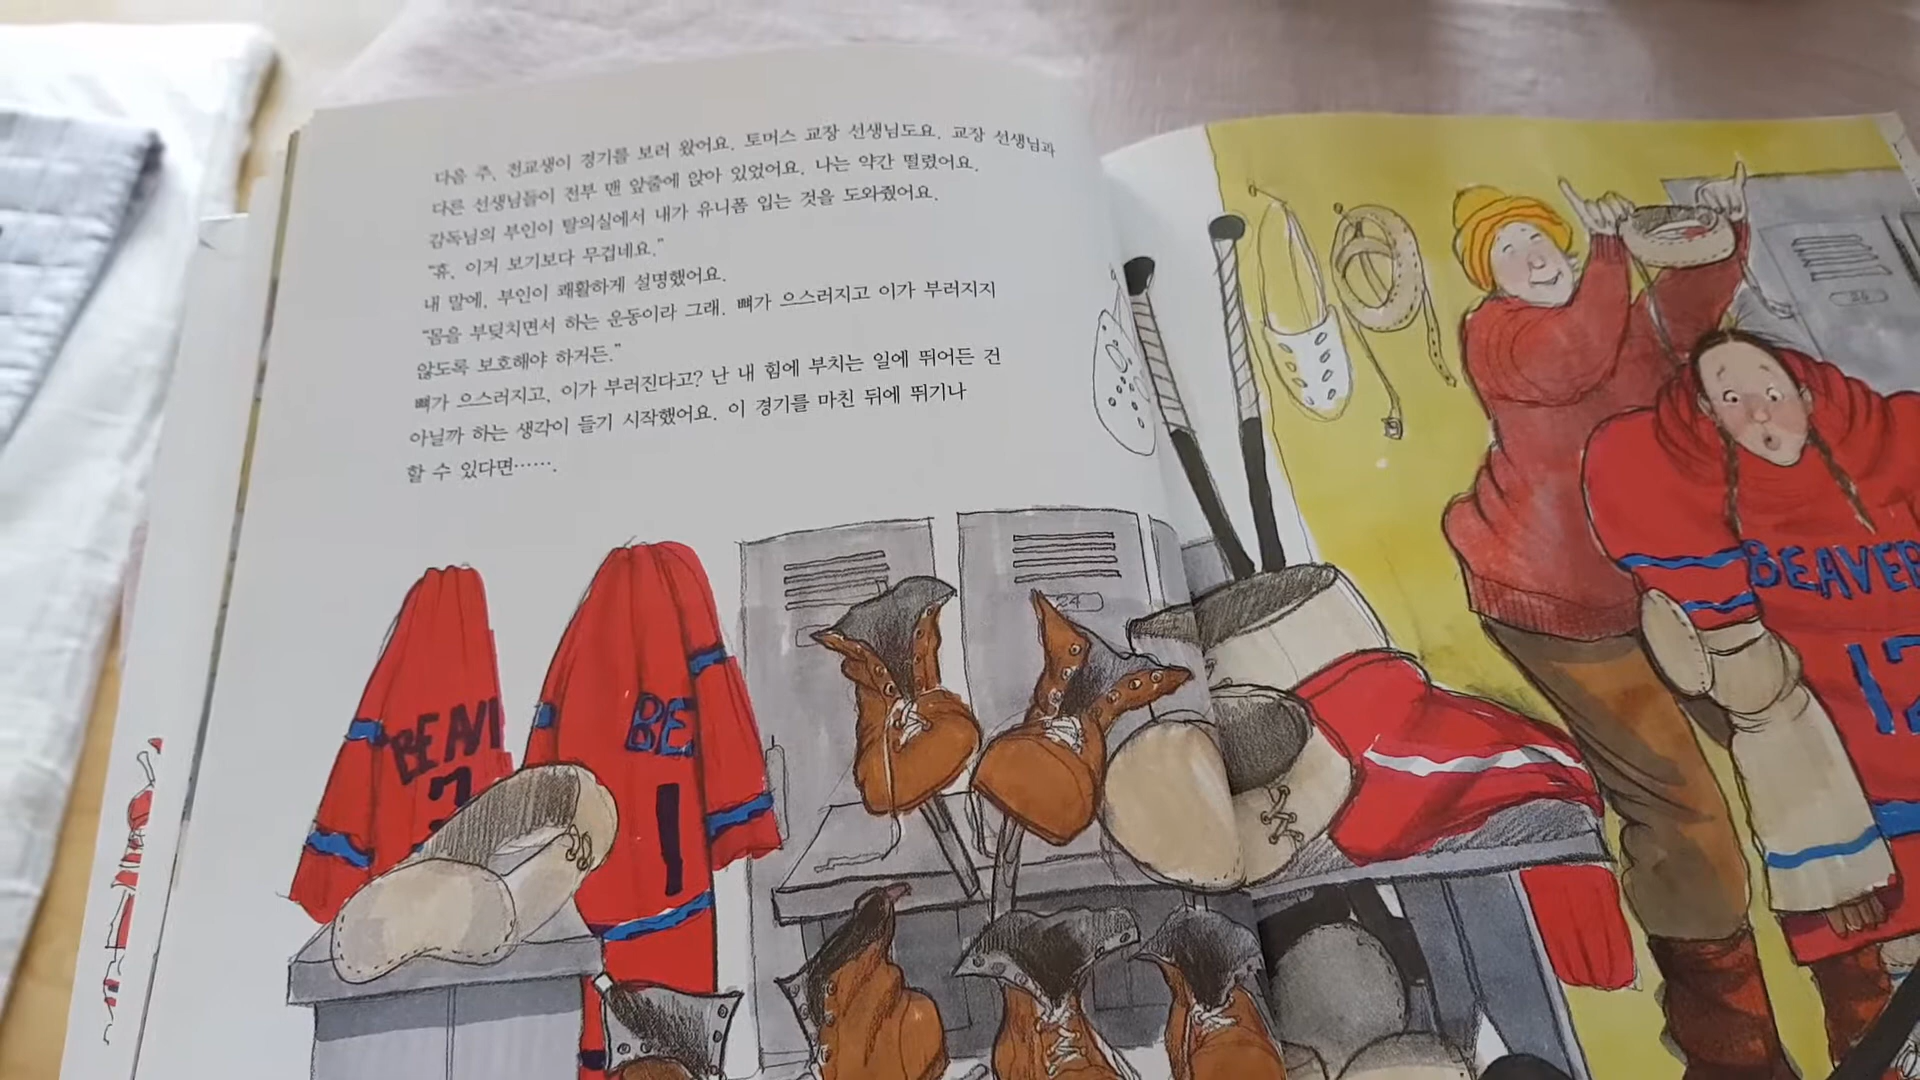 다음 주, 전교생이 경기를 보러 왔어요. 토머스 교장 선생님도요. 교장 선생님과
다른 선생님들이 전부 맨 앞줄에 앉아 있었어요. 나는 약간 떨렸어요.
감독님의 부인이 탈의실에서 내가 유니폼 입는 것을 도와줬어요.
"휴, 이거 보기보다 무겁네요."
내 말에, 부인이 쾌활하게 설명했어요.
"몸을 부딪치면서 하는 운동이라 그래. 뼈가 으스러지고 이가 부러지지
않도록 보호해야 하거든."
뼈가 으스러지고, 이가 부러진다고? 난 내 힘에 부치는 일에 뛰어든 건
아닐까 하는 생각이 들기 시작했어요. 이 경기를 마친 뒤에 뛰기나
할 수 있다면…….
24
BEAV
7
BE
1
BEAVER
12